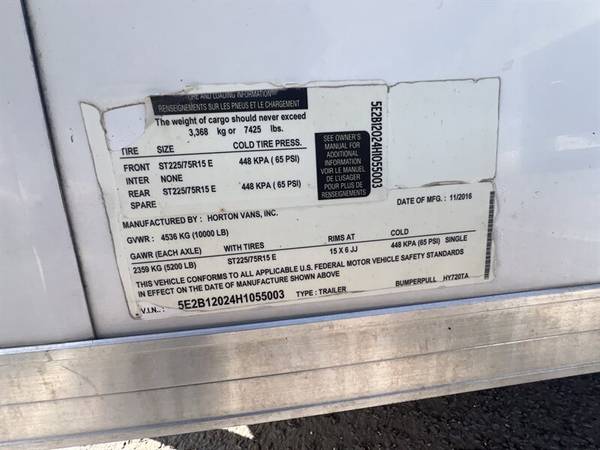 TIRE AND LOADING INFORMATION
RENSEIGNEMENTS SUR LES PNEUS ET LE CHARGEMENT
The weight of cargo should never exceed
3,368 kg or 7425 lbs.
TIRE SIZE COLD TIRE PRESS.
FRONT ST225/75R15 E 448 KPA ( 65 PSI)
INTER NONE
REAR ST225/75R15 E 448 KPA ( 65 PSI)
SPARE
SEE OWNER'S
MANUAL FOR
ADDITIONAL
INFORMATION
VOIR LE MANUEL
DE L'USAGER
POUR PLUS DE
RENSEIGNEMENTS
5E2B12024H1055003
MANUFACTURED BY : HORTON VANS, INC. DATE OF MFG. : 11/2016
GVWR : 4536 KG (10000 LB)
GAWR (EACH AXLE) WITH TIRES RIMS AT COLD
2359 KG (5200 LB) ST225/75R15 E 15 X 6 JJ 448 KPA (65 PSI) SINGLE
THIS VEHICLE CONFORMS TO ALL APPLICABLE U.S. FEDERAL MOTOR VEHICLE SAFETY STANDARDS
IN EFFECT ON THE DATE OF MANUFACTURE SHOWN ABOVE
V.I.N.: 5E2B12024H1055003 TYPE : TRAILER BUMPERPULL HY720TA